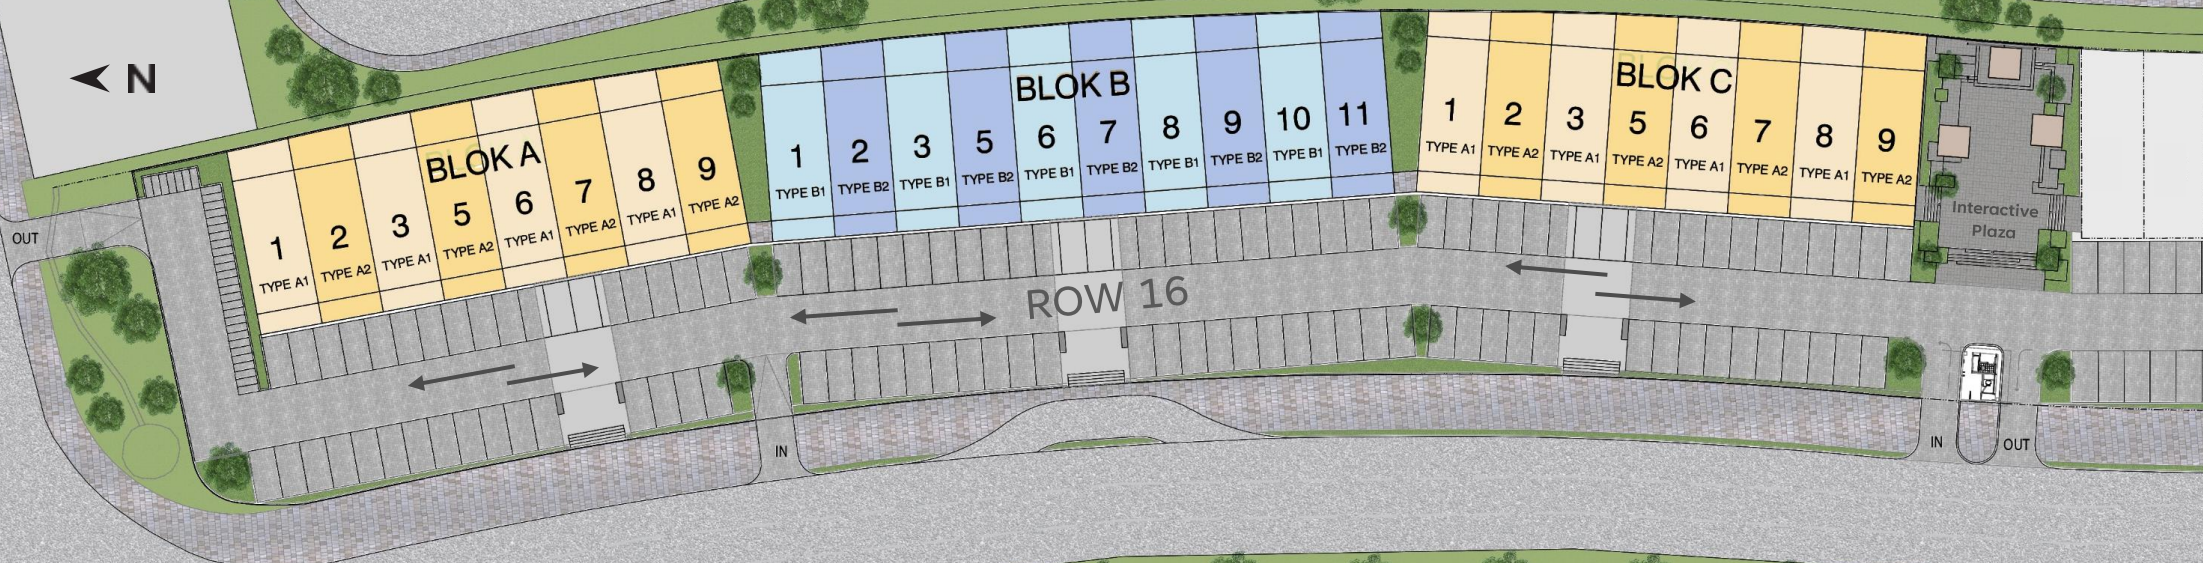 N
OUT
BLOK A
1
TYPE A1
2
TYPE A2
3
TYPE A1
5
TYPE A2
6
TYPE A1
7
TYPE A2
8
TYPE A1
9
TYPE A2
BLOK B
1
TYPE B1
2
TYPE B2
3
TYPE B1
5
TYPE B2
6
TYPE B1
7
TYPE B2
8
TYPE B1
9
TYPE B2
10
TYPE B1
11
TYPE B2
BLOK C
1
TYPE A1
2
TYPE A2
3
TYPE A1
5
TYPE A2
6
TYPE A1
7
TYPE A2
8
TYPE A1
9
TYPE A2
Interactive
Plaza
ROW 16
IN
IN
OUT